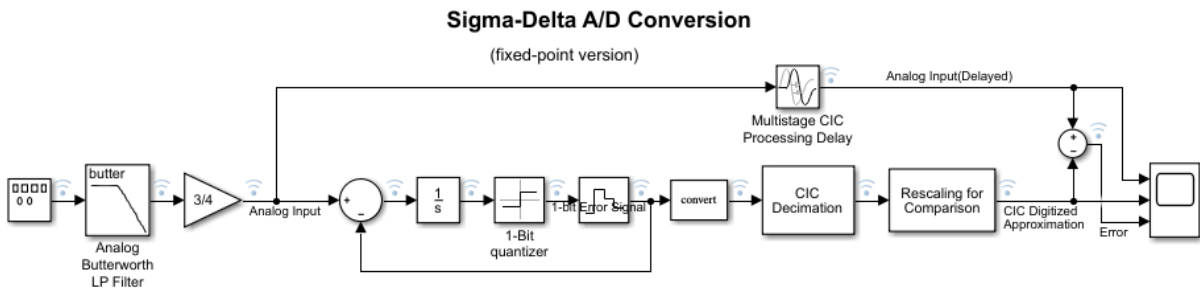 Sigma-Delta A/D Conversion
(fixed-point version)
Analog Input(Delayed)
Multistage CIC
Processing Delay
butter
3/4
Analog Input
+
−
1
s
1-bit Error Signal
convert
CIC
Decimation
Rescaling for
Comparison
+
−
CIC Digitized
Approximation
Error
1-Bit
quantizer
Analog
Butterworth
LP Filter